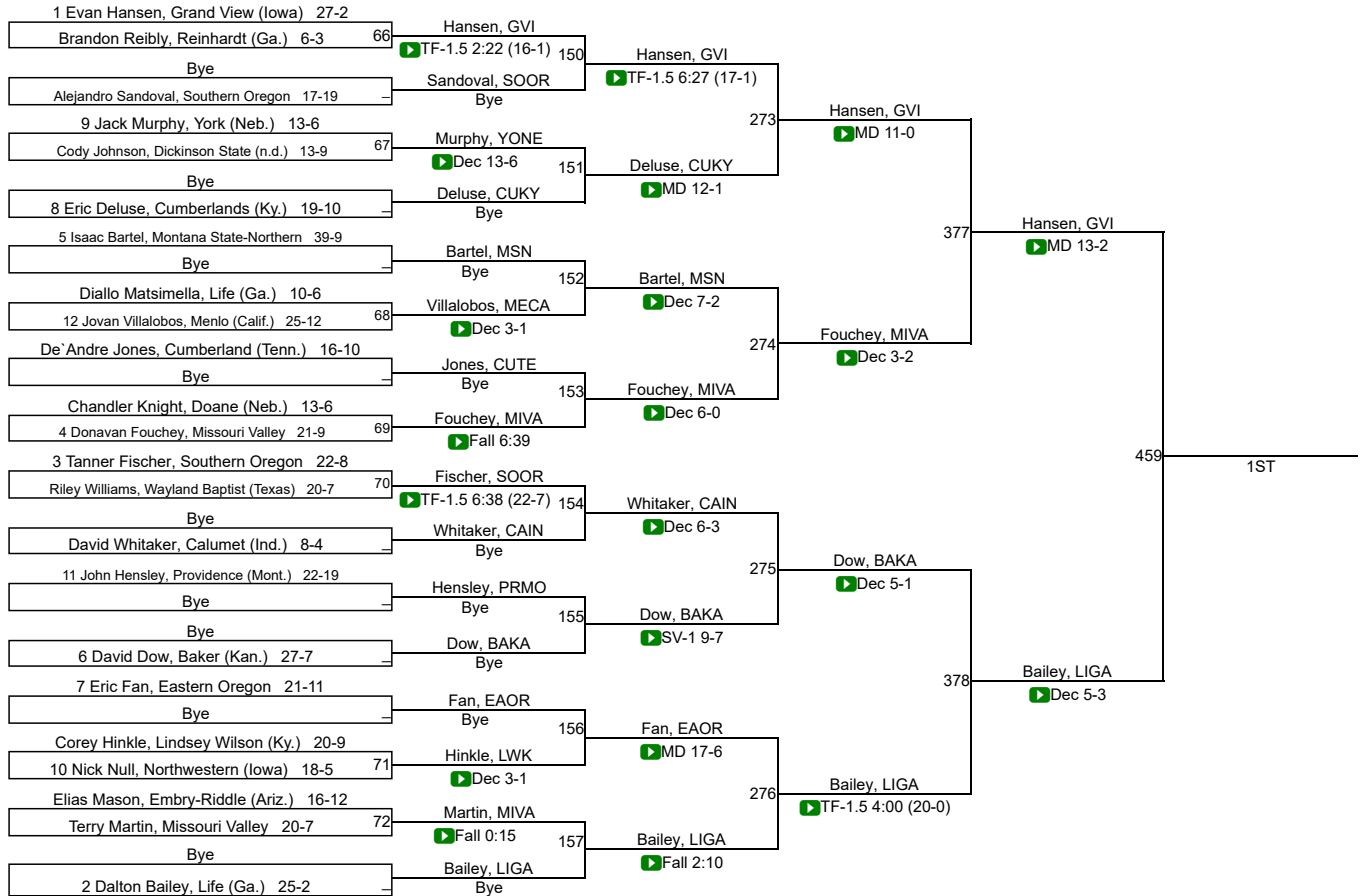 1 Evan Hansen, Grand View (Iowa) 27-2
Brandon Reibly, Reinhardt (Ga.) 6-3
66
Bye
Alejandro Sandoval, Southern Oregon 17-19
_
9 Jack Murphy, York (Neb.) 13-6
Cody Johnson, Dickinson State (n.d.) 13-9
67
Bye
8 Eric Deluse, Cumberlands (Ky.) 19-10
_
5 Isaac Bartel, Montana State-Northern 39-9
Bye
_
Diallo Matsimella, Life (Ga.) 10-6
12 Jovan Villalobos, Menlo (Calif.) 25-12
68
De`Andre Jones, Cumberland (Tenn.) 16-10
Bye
_
Chandler Knight, Doane (Neb.) 13-6
4 Donavan Fouchey, Missouri Valley 21-9
69
3 Tanner Fischer, Southern Oregon 22-8
Riley Williams, Wayland Baptist (Texas) 20-7
70
Bye
David Whitaker, Calumet (Ind.) 8-4
_
11 John Hensley, Providence (Mont.) 22-19
Bye
_
Bye
6 David Dow, Baker (Kan.) 27-7
_
7 Eric Fan, Eastern Oregon 21-11
Bye
_
Corey Hinkle, Lindsey Wilson (Ky.) 20-9
10 Nick Null, Northwestern (Iowa) 18-5
71
Elias Mason, Embry-Riddle (Ariz.) 16-12
Terry Martin, Missouri Valley 20-7
72
Bye
2 Dalton Bailey, Life (Ga.) 25-2
_
Hansen, GVI
TF-1.5 2:22 (16-1)
150
Sandoval, SOOR
Bye
Murphy, YONE
Dec 13-6
151
Deluse, CUKY
Bye
Bartel, MSN
Bye
152
Villalobos, MECA
Dec 3-1
Jones, CUTE
Bye
153
Fouchey, MIVA
Fall 6:39
Fischer, SOOR
TF-1.5 6:38 (22-7)
154
Whitaker, CAIN
Bye
Hensley, PRMO
Bye
155
Dow, BAKA
Bye
Fan, EAOR
Bye
156
Hinkle, LWK
Dec 3-1
Martin, MIVA
Fall 0:15
157
Bailey, LIGA
Bye
Hansen, GVI
TF-1.5 6:27 (17-1)
273
Deluse, CUKY
MD 12-1
Bartel, MSN
Dec 7-2
274
Fouchey, MIVA
Dec 6-0
Whitaker, CAIN
Dec 6-3
275
Dow, BAKA
SV-1 9-7
Fan, EAOR
MD 17-6
276
Bailey, LIGA
Fall 2:10
Hansen, GVI
MD 11-0
377
Fouchey, MIVA
Dec 3-2
Dow, BAKA
Dec 5-1
378
Bailey, LIGA
TF-1.5 4:00 (20-0)
Hansen, GVI
MD 13-2
459
Bailey, LIGA
Dec 5-3
1ST